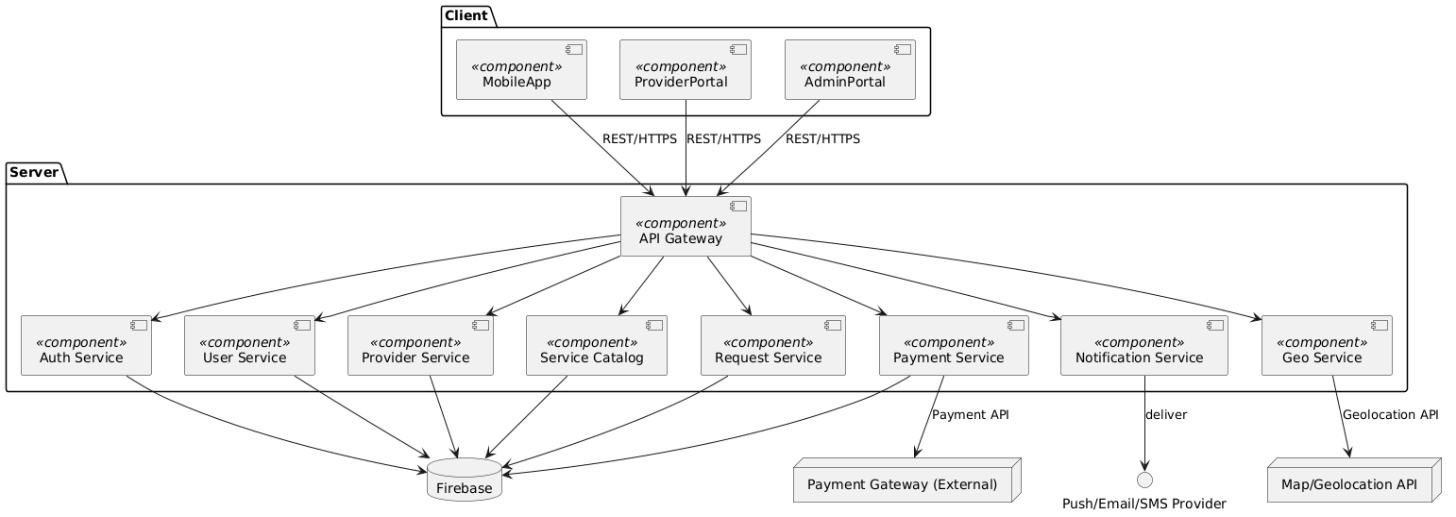 Client
«component»
MobileApp
«component»
ProviderPortal
«component»
AdminPortal
REST/HTTPS
REST/HTTPS
REST/HTTPS
Server
«component»
API Gateway
«component»
Auth Service
«component»
User Service
«component»
Provider Service
«component»
Service Catalog
«component»
Request Service
«component»
Payment Service
«component»
Notification Service
«component»
Geo Service
Payment API
deliver
Geolocation API
Firebase
Payment Gateway (External)
Push/Email/SMS Provider
Map/Geolocation API